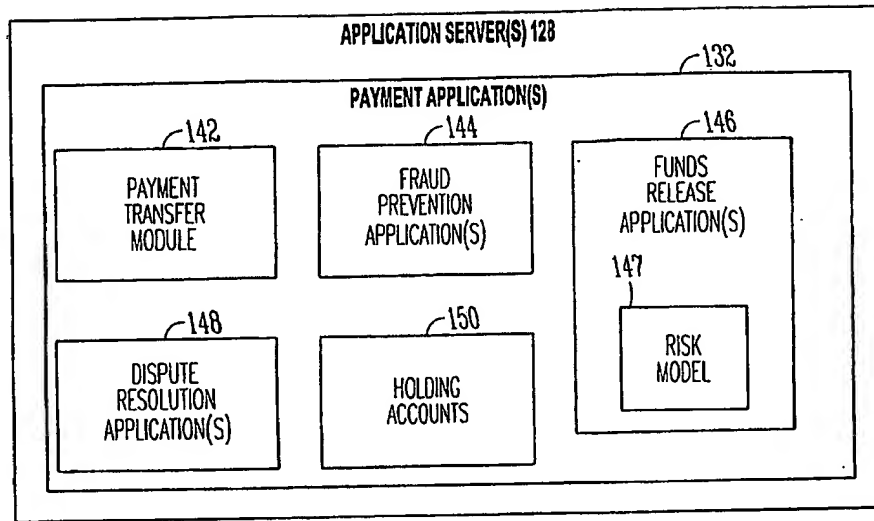 APPLICATION SERVER(S) 128
132
PAYMENT APPLICATION(S)
142
PAYMENT
TRANSFER
MODULE
144
FRAUD
PREVENTION
APPLICATION(S)
146
FUNDS
RELEASE
APPLICATION(S)
147
RISK
MODEL
148
DISPUTE
RESOLUTION
APPLICATION(S)
150
HOLDING
ACCOUNTS